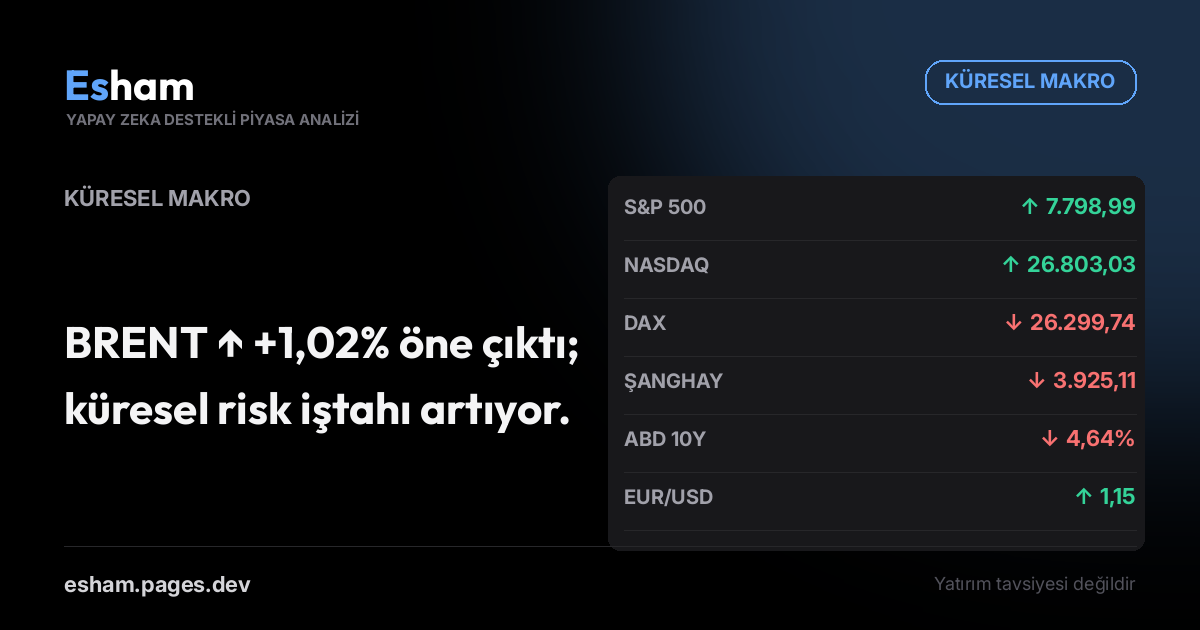 Esham
YAPAY ZEKA DESTEKLİ PİYASA ANALİZİ
KÜRESEL MAKRO
KÜRESEL MAKRO
BRENT ↑ +1,02% öne çıktı;
küresel risk iştahı artıyor.
S&P 500 ↑ 7.798,99
NASDAQ ↑ 26.803,03
DAX ↓ 26.299,74
ŞANGHAY ↓ 3.925,11
ABD 10Y ↓ 4,64%
EUR/USD ↑ 1,15
esham.pages.dev
Yatırım tavsiyesi değildir